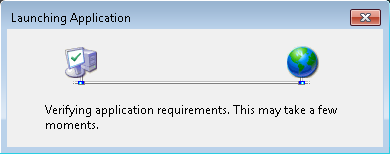 Launching Application
Verifying application requirements. This may take a few
moments.